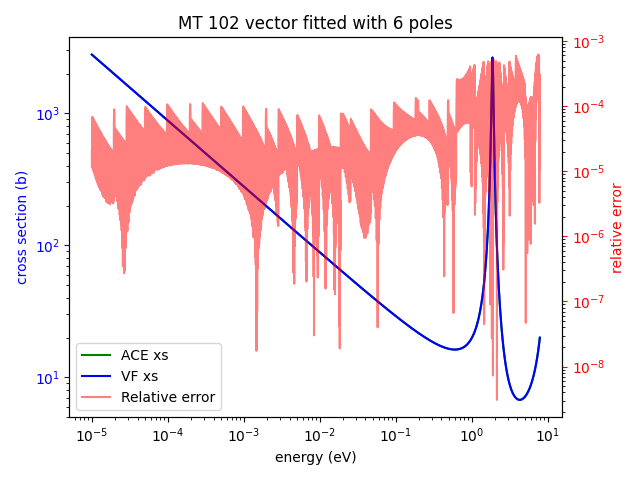 MT 102 vector fitted with 6 poles
cross section (b)
10³
10²
10¹
10⁻³
10⁻⁴
10⁻⁵
10⁻⁶
10⁻⁷
10⁻⁸
relative error
ACE xs
VF xs
Relative error
10⁻⁵ 10⁻⁴ 10⁻³ 10⁻² 10⁻¹ 10⁰ 10¹
energy (eV)